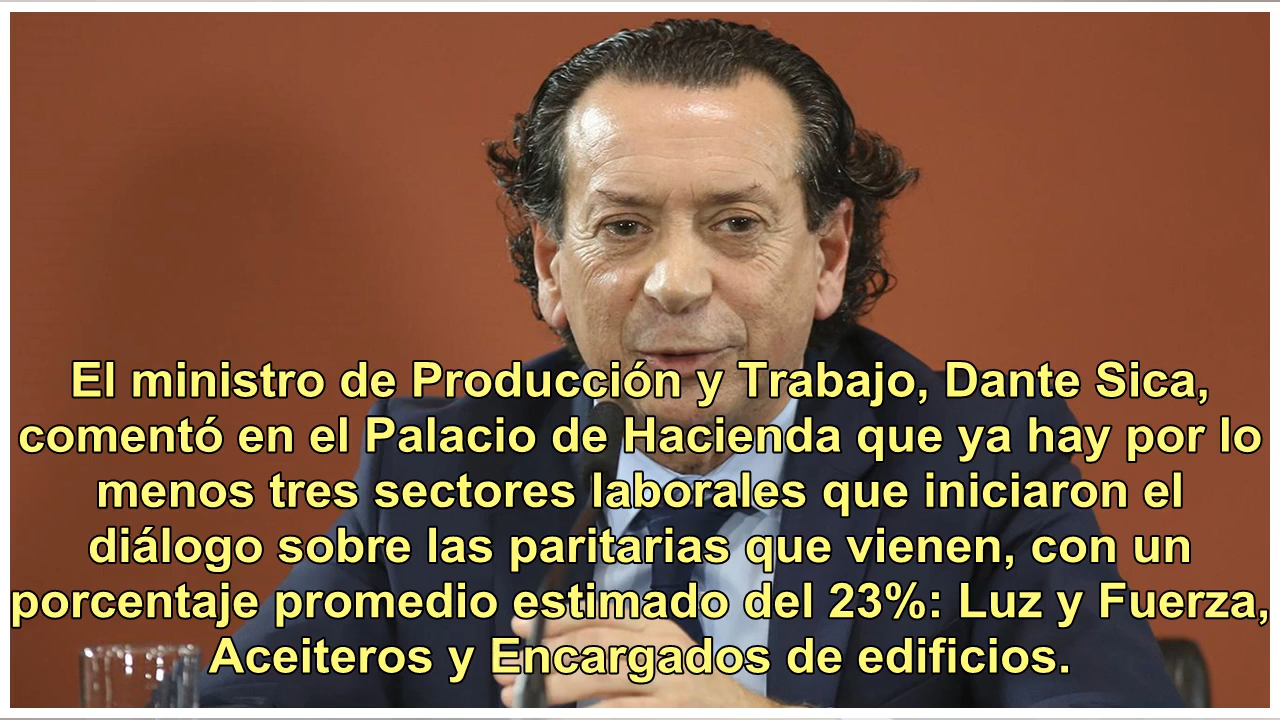 El ministro de Producción y Trabajo, Dante Sica,
comentó en el Palacio de Hacienda que ya hay por lo
menos tres sectores laborales que iniciaron el
diálogo sobre las paritarias que vienen, con un
porcentaje promedio estimado del 23%: Luz y Fuerza,
Aceiteros y Encargados de edificios.